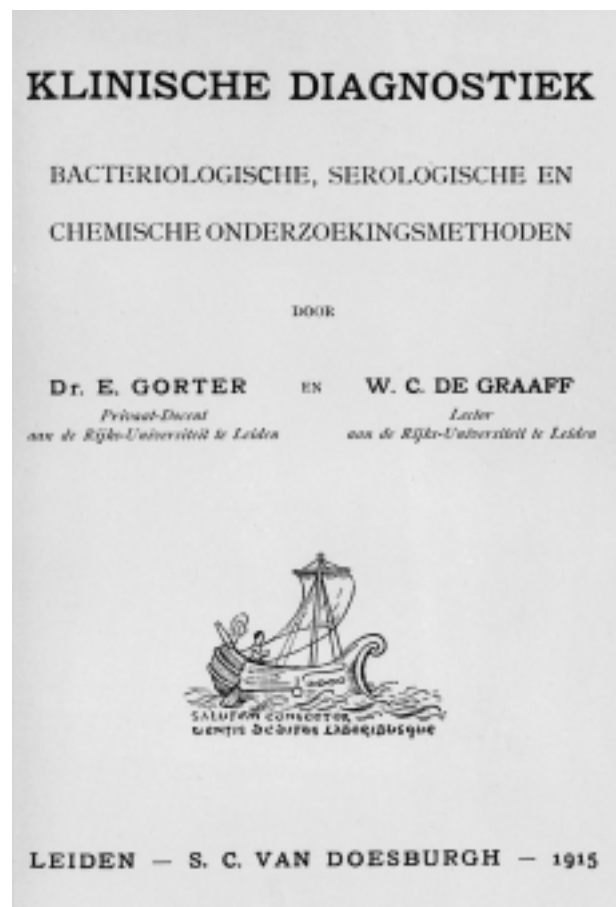 KLINISCHE DIAGNOSTIEK
BACTERIOLOGISCHE, SEROLOGISCHE EN
CHEMISCHE ONDERZOEKINGSMETHODEN
DOOR
Dr. E. GORTER EN W. C. DE GRAAFF
Privaat-Docent Lector
aan de Rijks-Universiteit te Leiden aan de Rijks-Universiteit te Leiden
LEIDEN — S. C. VAN DOESBURGH — 1915